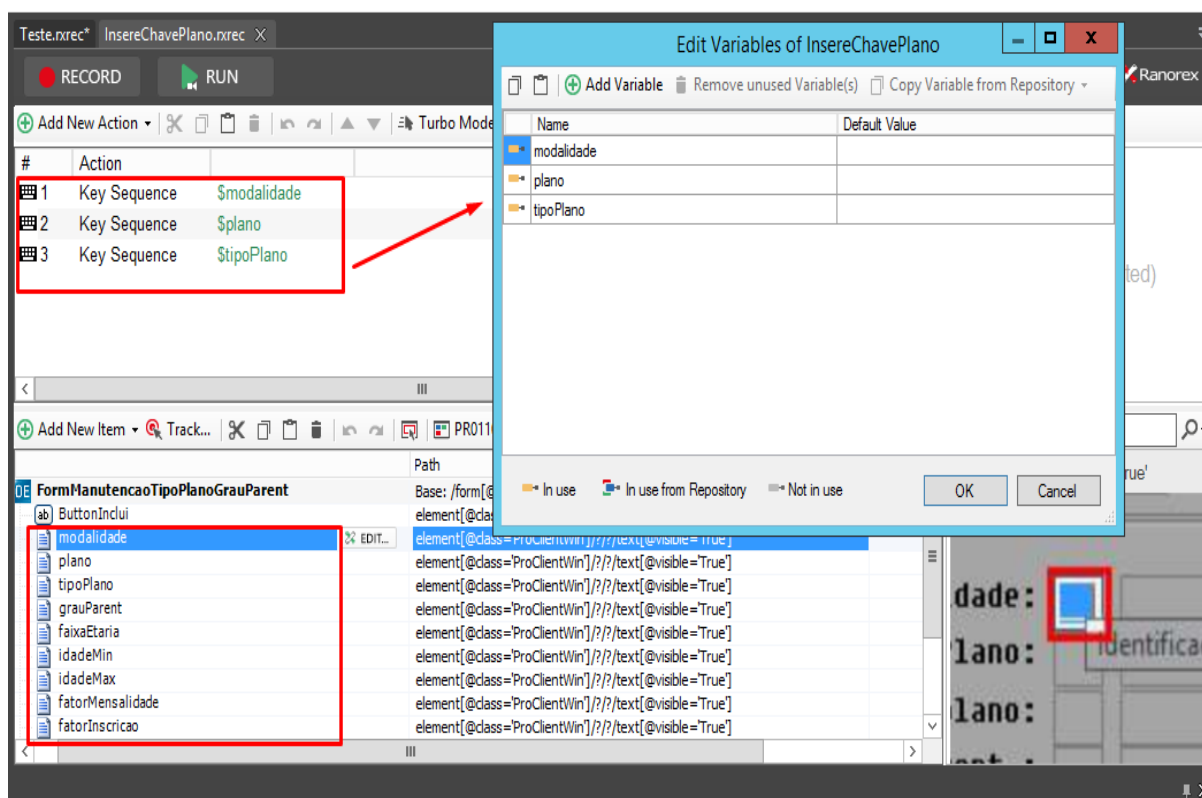 Teste.rxrec* InsereChavePlano.rxrec X
RECORD RUN
Ranorex
Add New Action Turbo Mode
# Action
1 Key Sequence $modalidade
2 Key Sequence $plano
3 Key Sequence $tipoPlano
Edit Variables of InsereChavePlano
Add Variable Remove unused Variable(s) Copy Variable from Repository
Name Default Value
modalidade
plano
tipoPlano
In use In use from Repository Not in use OK Cancel
ted)
Add New Item Track... PR011
Path
rue'
FormManutencaoTipoPlanoGrauParent Base: /form[@
ButtonInclui element[@clas
modalidade EDIT... element[@class='ProClientWin']/?/?/text[@visible='True']
plano element[@class='ProClientWin']/?/?/text[@visible='True']
tipoPlano element[@class='ProClientWin']/?/?/text[@visible='True']
grauParent element[@class='ProClientWin']/?/?/text[@visible='True']
faixaEtaria element[@class='ProClientWin']/?/?/text[@visible='True']
idadeMin element[@class='ProClientWin']/?/?/text[@visible='True']
idadeMax element[@class='ProClientWin']/?/?/text[@visible='True']
fatorMensalidade element[@class='ProClientWin']/?/?/text[@visible='True']
fatorInscricao element[@class='ProClientWin']/?/?/text[@visible='True']
dade:
Identifica
lano:
lano: